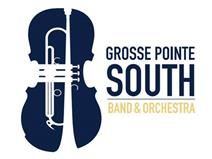 GROSSE POINTE
SOUTH
BAND & ORCHESTRA